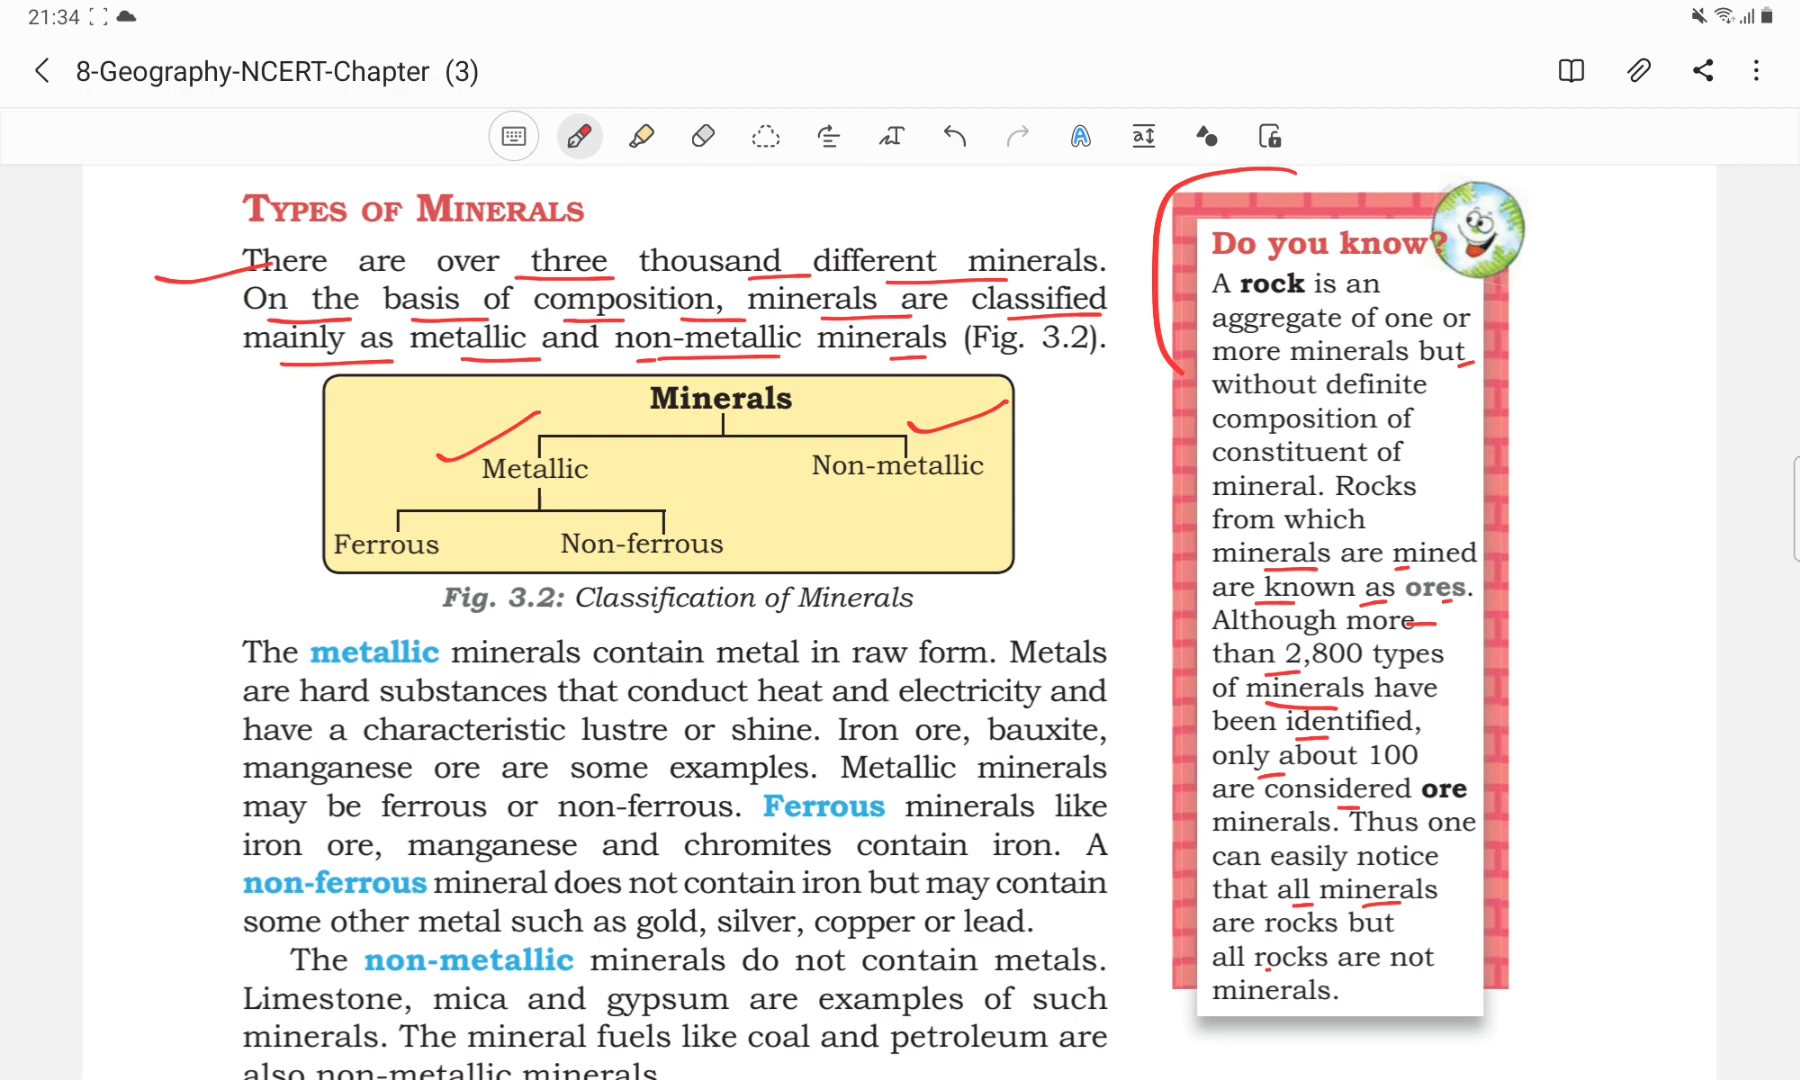 21:34
8-Geography-NCERT-Chapter (3)
TYPES OF MINERALS
There are over three thousand different minerals.
On the basis of composition, minerals are classified
mainly as metallic and non-metallic minerals (Fig. 3.2).
Minerals
Metallic
Non-metallic
Ferrous
Non-ferrous
Fig. 3.2: Classification of Minerals
The metallic minerals contain metal in raw form. Metals
are hard substances that conduct heat and electricity and
have a characteristic lustre or shine. Iron ore, bauxite,
manganese ore are some examples. Metallic minerals
may be ferrous or non-ferrous. Ferrous minerals like
iron ore, manganese and chromites contain iron. A
non-ferrous mineral does not contain iron but may contain
some other metal such as gold, silver, copper or lead.
The non-metallic minerals do not contain metals.
Limestone, mica and gypsum are examples of such
minerals. The mineral fuels like coal and petroleum are
also non-metallic minerals.
Do you know?
A rock is an
aggregate of one or
more minerals but
without definite
composition of
constituent of
mineral. Rocks
from which
minerals are mined
are known as ores.
Although more
than 2,800 types
of minerals have
been identified,
only about 100
are considered ore
minerals. Thus one
can easily notice
that all minerals
are rocks but
all rocks are not
minerals.